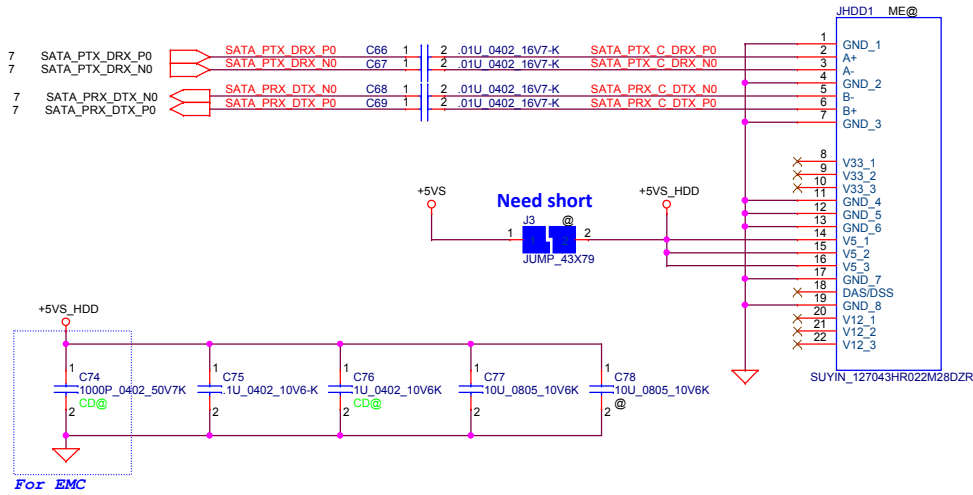 JHDD1 ME@
7 SATA_PTX_DRX_P0 SATA_PTX_DRX_P0 C66 1 2 .01U_0402_16V7-K SATA_PTX_C_DRX_P0
7 SATA_PTX_DRX_N0 SATA_PTX_DRX_N0 C67 1 2 .01U_0402_16V7-K SATA_PTX_C_DRX_N0
7 SATA_PRX_DTX_N0 SATA_PRX_DTX_N0 C68 1 2 .01U_0402_16V7-K SATA_PRX_C_DTX_N0
7 SATA_PRX_DTX_P0 SATA_PRX_DTX_P0 C69 1 2 .01U_0402_16V7-K SATA_PRX_C_DTX_P0
1 GND_1
2 A+
3 A-
4 GND_2
5 B-
6 B+
7 GND_3
8 V33_1
9 V33_2
10 V33_3
11 GND_4
12 GND_5
13 GND_6
14 V5_1
15 V5_2
16 V5_3
17 GND_7
18 DAS/DSS
19 GND_8
20 V12_1
21 V12_2
22 V12_3
SUYIN_127043HR022M28DZR
+5VS Need short +5VS_HDD
J3 @
1 1 2 2
JUMP_43X79
+5VS_HDD
1 1 1 1 1
C74 C75 C76 C77 C78
1000P_0402_50V7K .1U_0402_10V6-K 1U_0402_10V6K 10U_0805_10V6K 10U_0805_10V6K
CD@ CD@ @
2 2 2 2 2
For EMC